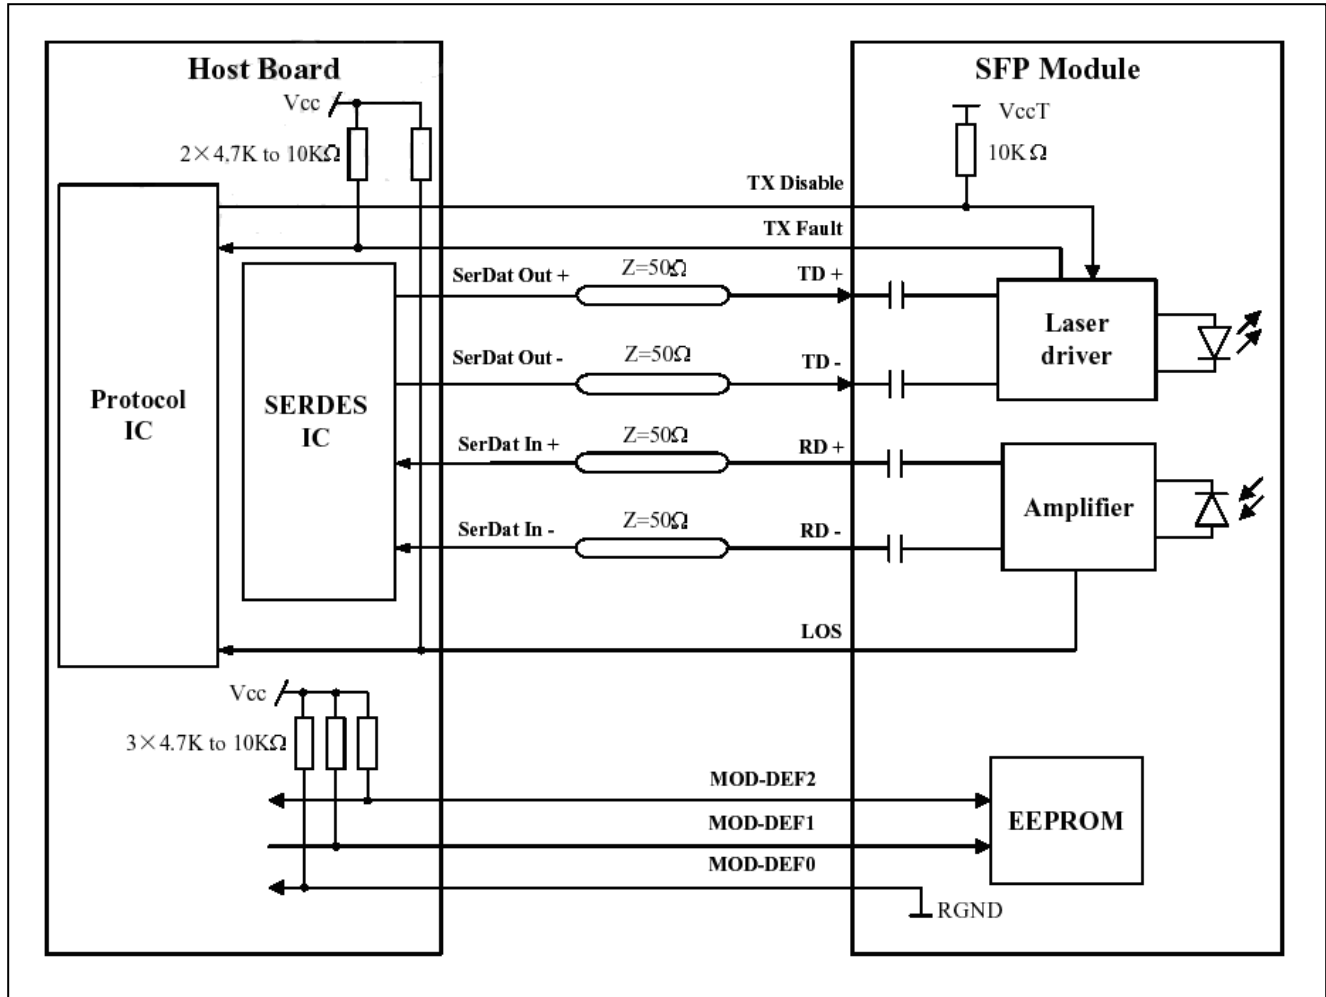 Host Board
SFP Module
Vcc
VccT
2×4,7K to 10KΩ
10KΩ
TX Disable
TX Fault
SerDat Out +
Z=50Ω
TD +
Laser
driver
SerDat Out -
Z=50Ω
TD -
Protocol
IC
SERDES
IC
SerDat In +
Z=50Ω
RD +
Amplifier
SerDat In -
Z=50Ω
RD -
LOS
Vcc
3×4.7K to 10KΩ
MOD-DEF2
EEPROM
MOD-DEF1
MOD-DEF0
RGND